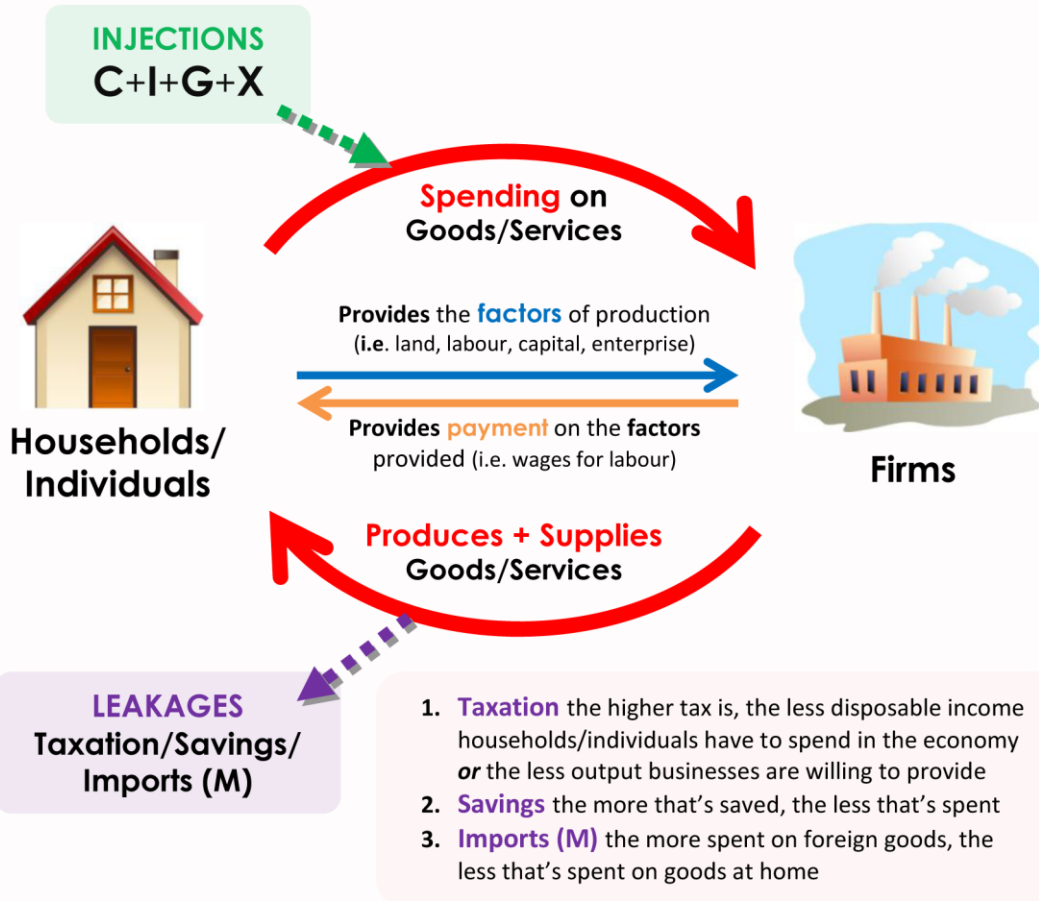 INJECTIONS
C+I+G+X
Spending on
Goods/Services
Provides the factors of production
(i.e. land, labour, capital, enterprise)
Provides payment on the factors
provided (i.e. wages for labour)
Households/
Individuals
Firms
Produces + Supplies
Goods/Services
LEAKAGES
Taxation/Savings/
Imports (M)
1. Taxation the higher tax is, the less disposable income
households/individuals have to spend in the economy
or the less output businesses are willing to provide
2. Savings the more that's saved, the less that's spent
3. Imports (M) the more spent on foreign goods, the
less that's spent on goods at home